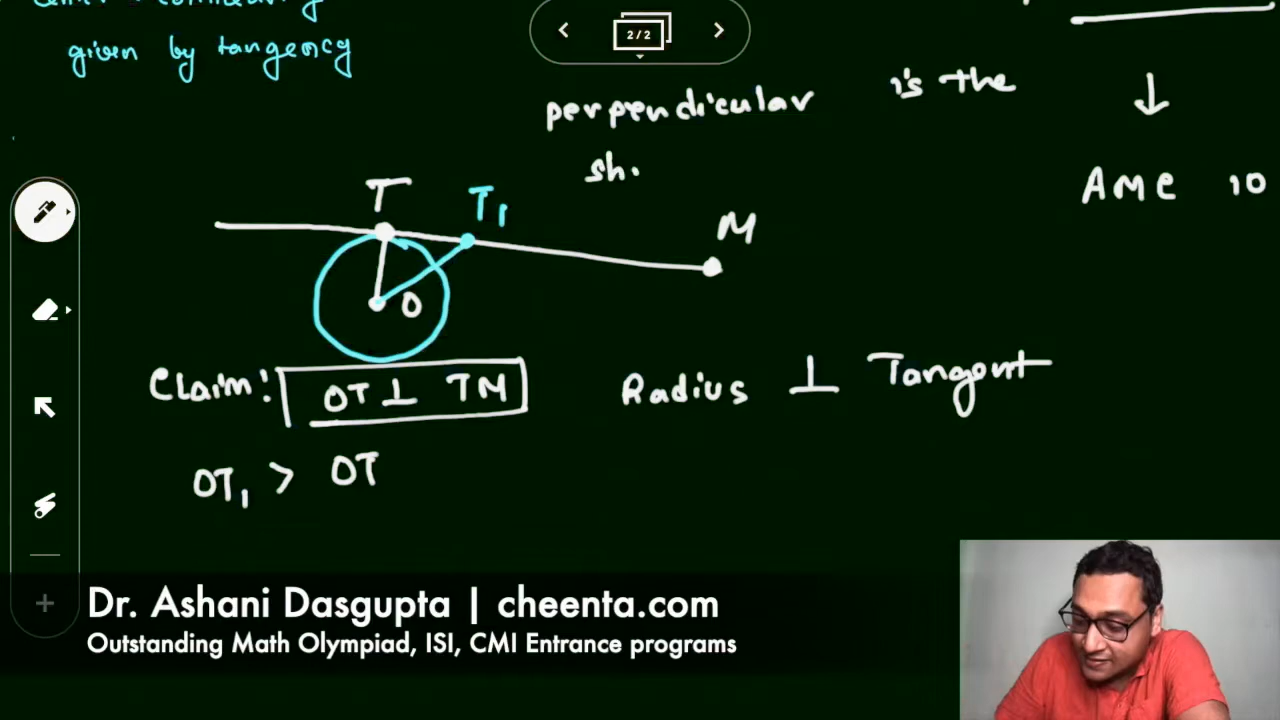 given by tangency
2/2
perpendicular is the
sh.
AMC 10
T
T1
M
O
Claim: OT ⊥ TM
Radius ⊥ Tangent
OT1 > OT
Dr. Ashani Dasgupta | cheenta.com
Outstanding Math Olympiad, ISI, CMI Entrance programs